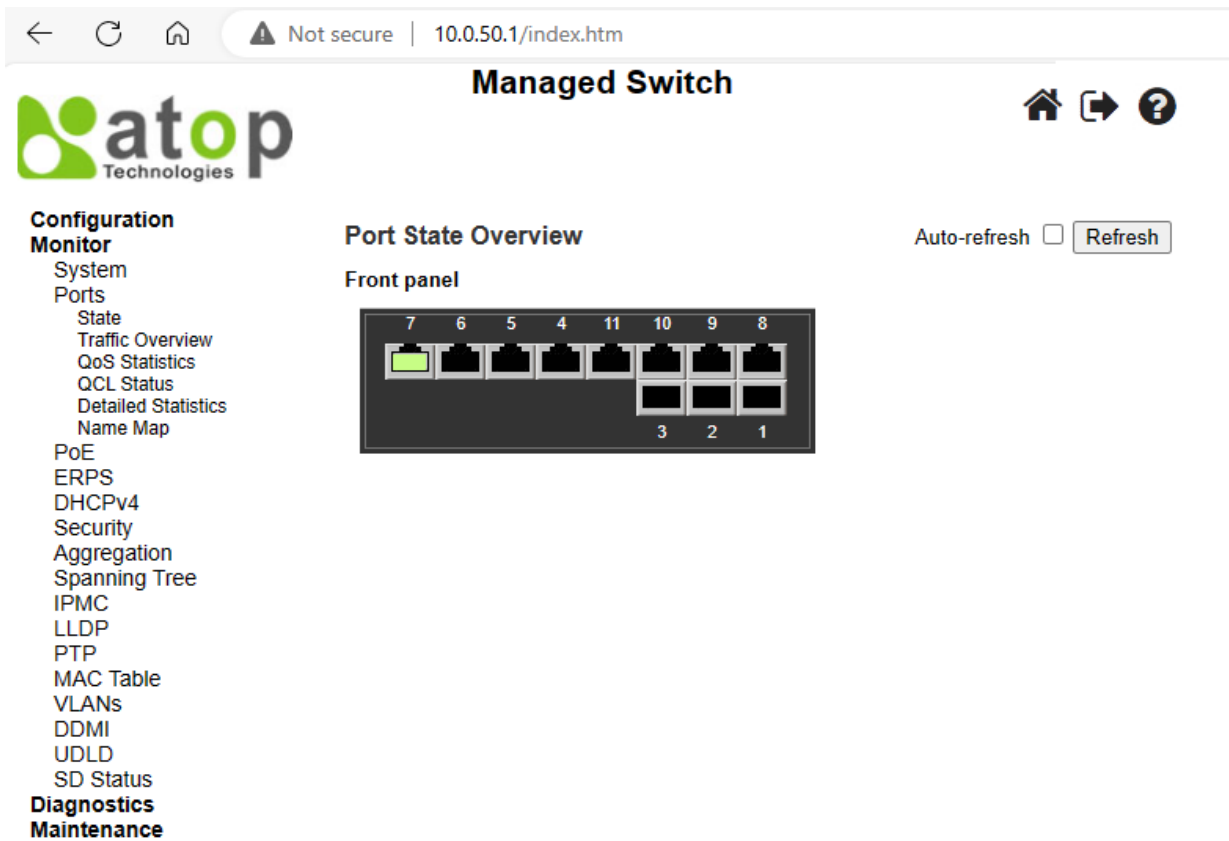 Not secure | 10.0.50.1/index.htm
Managed Switch
atop
Technologies
Configuration
Monitor
System
Ports
State
Traffic Overview
QoS Statistics
QCL Status
Detailed Statistics
Name Map
PoE
ERPS
DHCPv4
Security
Aggregation
Spanning Tree
IPMC
LLDP
PTP
MAC Table
VLANs
DDMI
UDLD
SD Status
Diagnostics
Maintenance
Port State Overview
Auto-refresh Refresh
Front panel
7 6 5 4 11 10 9 8
3 2 1